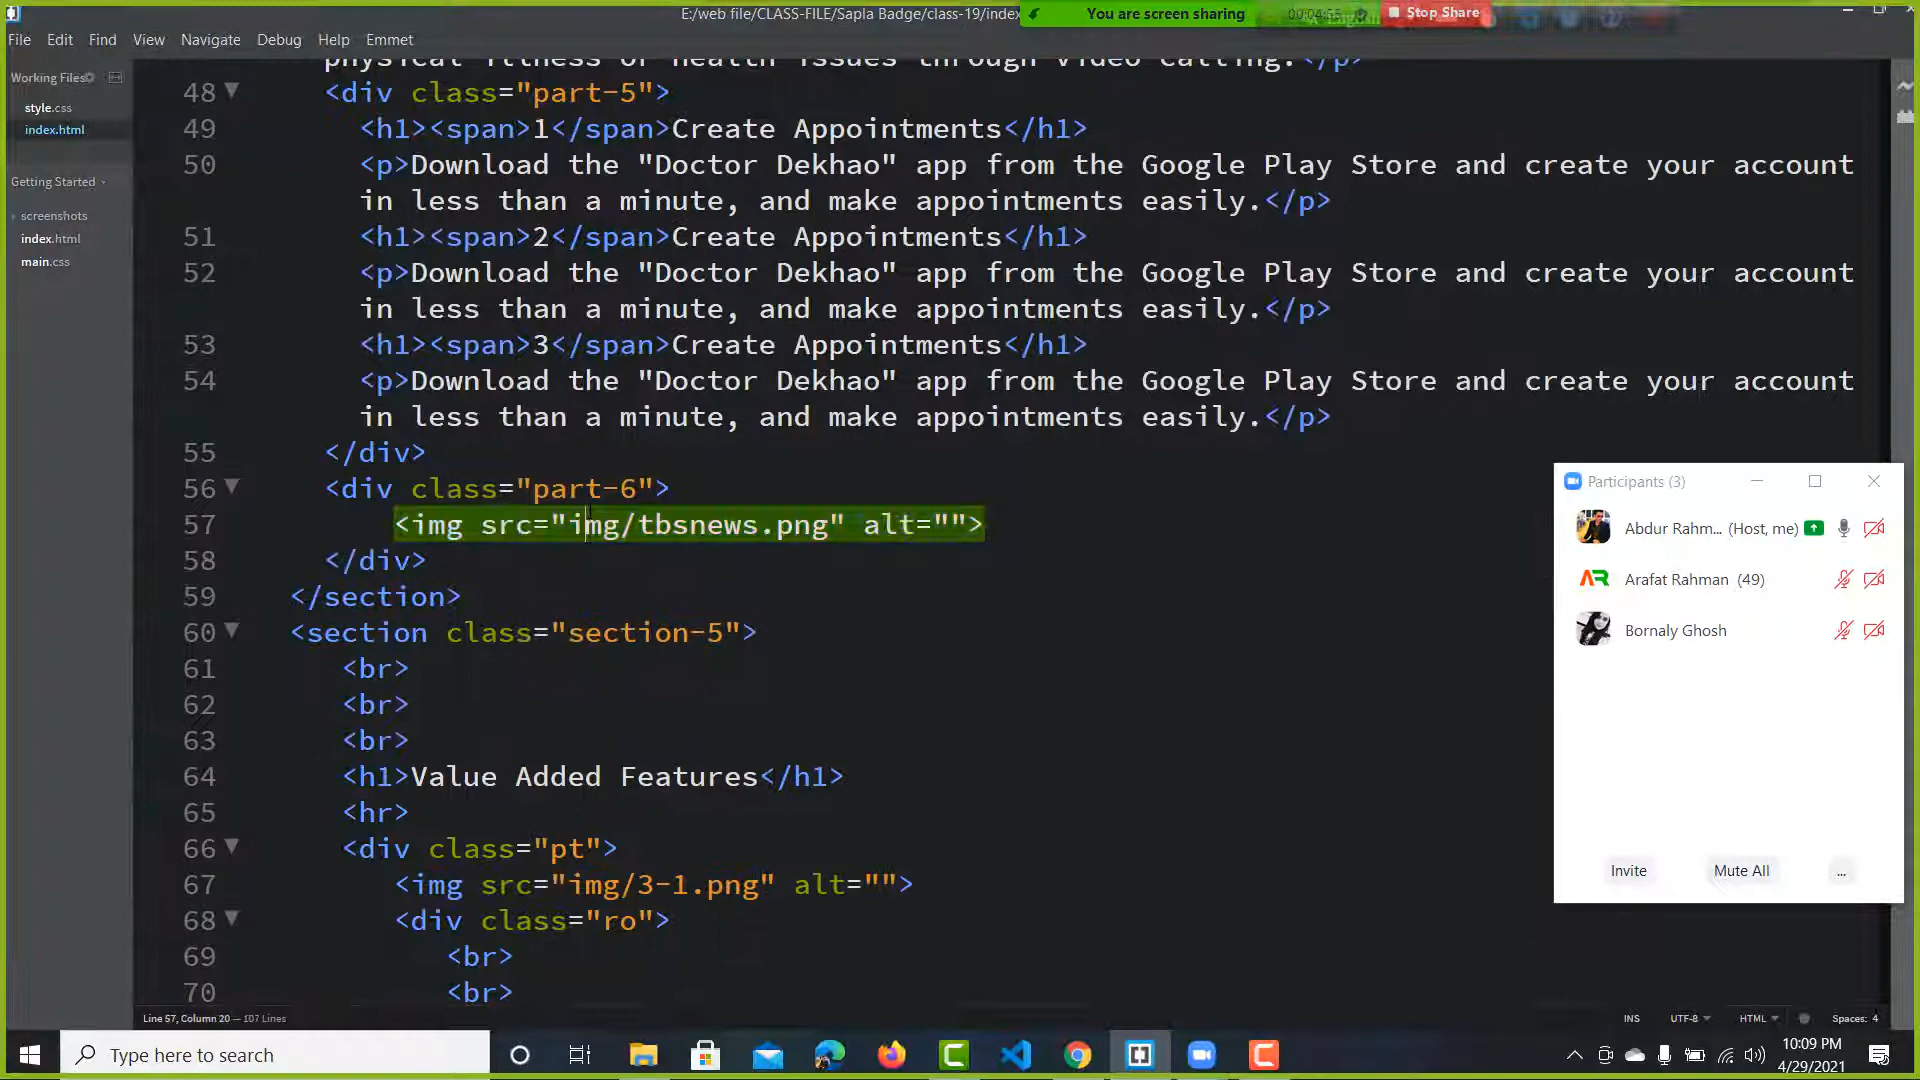 E:/web file/CLASS-FILE/Sapla Badge/class-19/index
You are screen sharing
Stop Share
File Edit Find View Navigate Debug Help Emmet
Working Files
style.css
index.html
Getting Started
screenshots
index.html
main.css
physical illness or health issues through video calling.</p>
48 <div class="part-5">
49 <h1><span>1</span>Create Appointments</h1>
50 <p>Download the "Doctor Dekhao" app from the Google Play Store and create your account
in less than a minute, and make appointments easily.</p>
51 <h1><span>2</span>Create Appointments</h1>
52 <p>Download the "Doctor Dekhao" app from the Google Play Store and create your account
in less than a minute, and make appointments easily.</p>
53 <h1><span>3</span>Create Appointments</h1>
54 <p>Download the "Doctor Dekhao" app from the Google Play Store and create your account
in less than a minute, and make appointments easily.</p>
55 </div>
56 <div class="part-6">
57 <img src="img/tbsnews.png" alt="">
58 </div>
59 </section>
60 <section class="section-5">
61 <br>
62 <br>
63 <br>
64 <h1>Value Added Features</h1>
65 <hr>
66 <div class="pt">
67 <img src="img/3-1.png" alt="">
68 <div class="ro">
69 <br>
70 <br>
Participants (3)
Abdur Rahm... (Host, me)
AR Arafat Rahman (49)
Bornaly Ghosh
Invite Mute All ...
Line 57, Column 20 — 107 Lines
INS UTF-8 HTML Spaces: 4
Type here to search
10:09 PM
4/29/2021